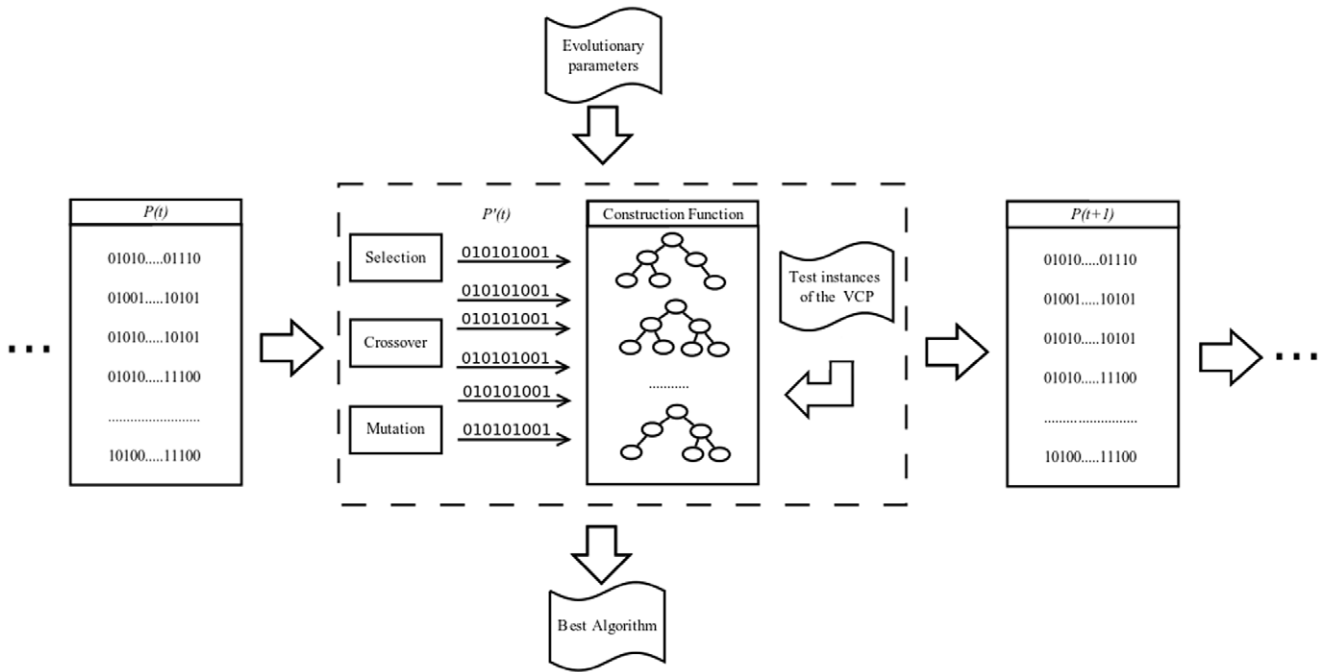 Evolutionary
parameters
P(t)
01010.....01110
01001.....10101
01010.....10101
01010.....11100
..........................
10100.....11100
Selection
Crossover
Mutation
P'(t)
010101001
010101001
010101001
010101001
010101001
010101001
Construction Function
...........
Test instances
of the VCP
P(t+1)
01010....01110
01001.....10101
01010.....10101
01010.....11100
..........................
10100.....11100
Best Algorithm
... 
...